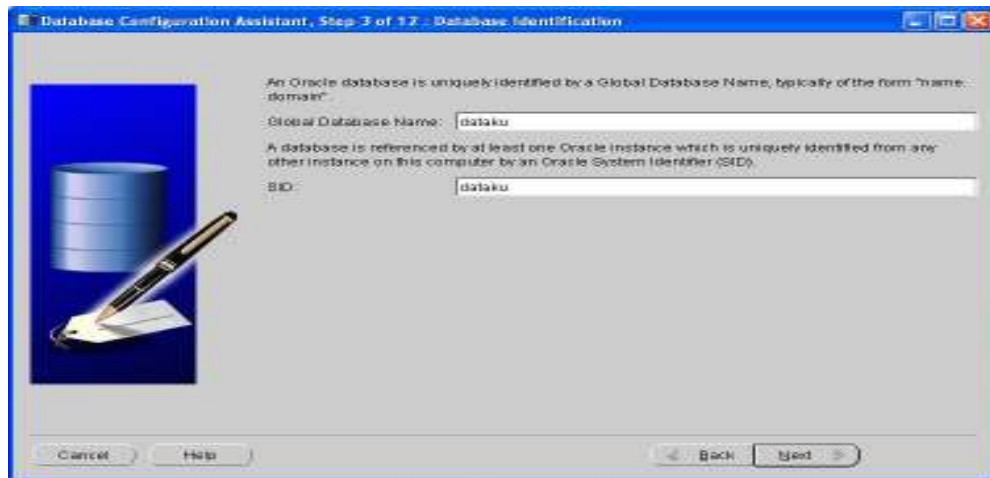 Database Configuration Assistant, Step 3 of 12 : Database Identification
An Oracle database is uniquely identified by a Global Database Name, typically of the form "name.
domain".
Global Database Name: dataku
A database is referenced by at least one Oracle instance which is uniquely identified from any
other instance on this computer by an Oracle System Identifier (SID).
SID: dataku
Cancel Help Back Next